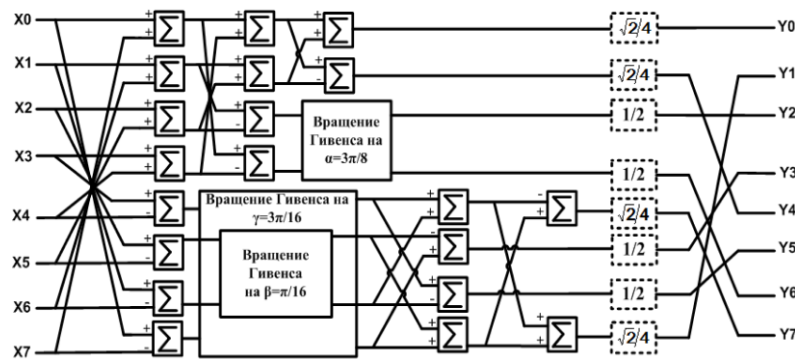 X0
X1
X2
X3
X4
X5
X6
X7
+ + ∑
+ + ∑
+ + ∑
+ + ∑
+ - ∑
+ - ∑
+ - ∑
+ - ∑
+ + ∑
+ + ∑
+ - ∑
+ - ∑
+ + ∑
+ - ∑
Вращение
Гивенса на
α=3π/8
Вращение Гивенса на
γ=3π/16
Вращение
Гивенса
на β=π/16
+ + ∑
- + ∑
+ - ∑
+ + ∑
- + ∑
+ + ∑
√2/4
√2/4
1/2
1/2
√2/4
1/2
1/2
√2/4
Y0
Y1
Y2
Y3
Y4
Y5
Y6
Y7